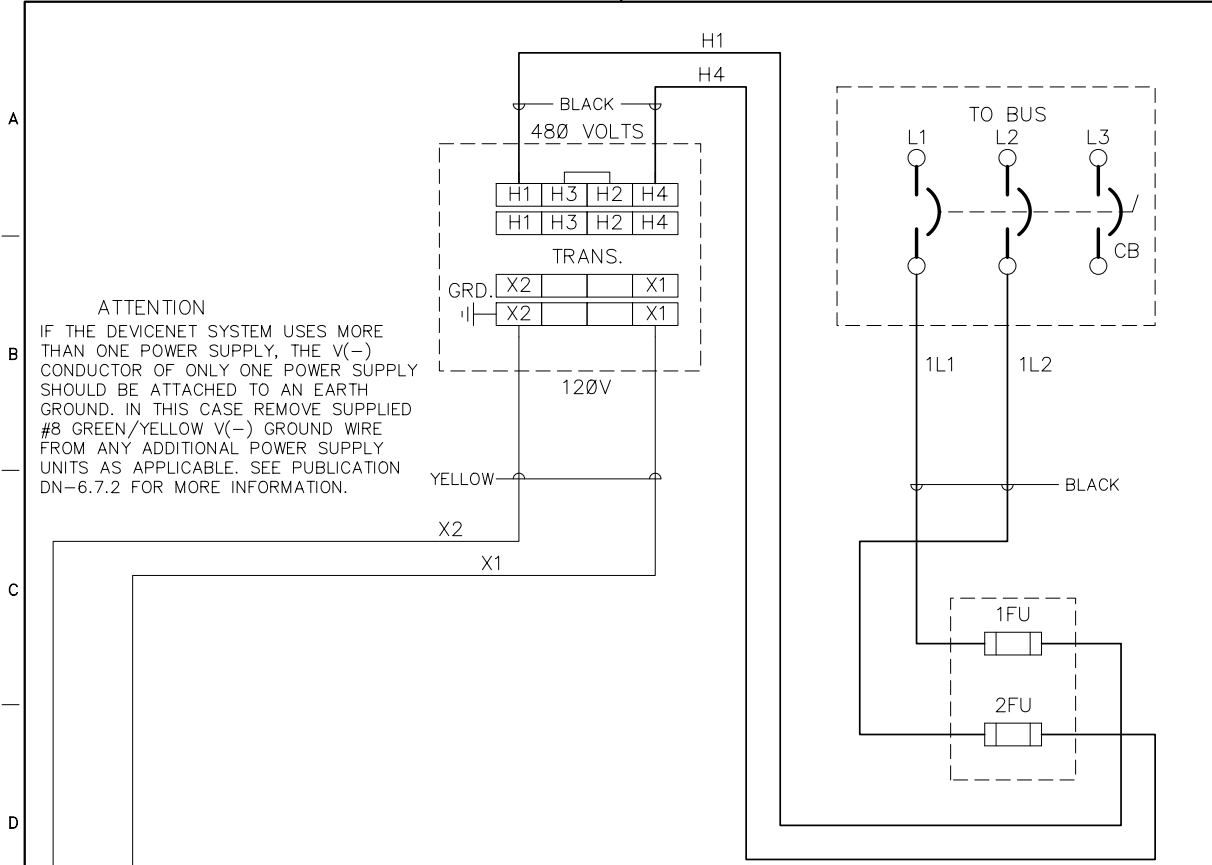 H1
H4
A
BLACK
480 VOLTS
TO BUS
L1 L2 L3
H1 H3 H2 H4
H1 H3 H2 H4
TRANS.
CB
GRD.
X2 X1
X2 X1
120V
ATTENTION
IF THE DEVICENET SYSTEM USES MORE
THAN ONE POWER SUPPLY, THE V(-)
CONDUCTOR OF ONLY ONE POWER SUPPLY
SHOULD BE ATTACHED TO AN EARTH
GROUND. IN THIS CASE REMOVE SUPPLIED
#8 GREEN/YELLOW V(-) GROUND WIRE
FROM ANY ADDITIONAL POWER SUPPLY
UNITS AS APPLICABLE. SEE PUBLICATION
DN-6.7.2 FOR MORE INFORMATION.
B
1L1 1L2
YELLOW
BLACK
X2
X1
C
1FU
2FU
D